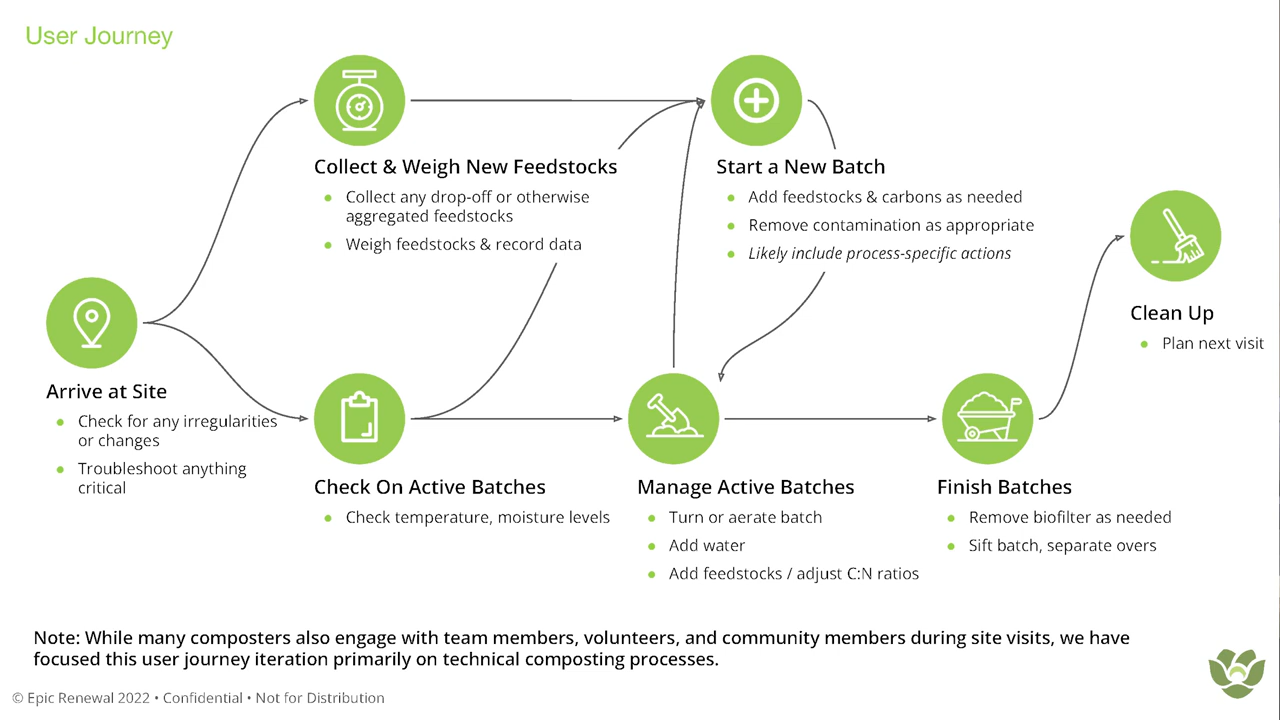 User Journey
Collect & Weigh New Feedstocks
Collect any drop-off or otherwise
aggregated feedstocks
Weigh feedstocks & record data
Start a New Batch
Add feedstocks & carbons as needed
Remove contamination as appropriate
Likely include process-specific actions
Clean Up
Plan next visit
Arrive at Site
Check for any irregularities
or changes
Troubleshoot anything
critical
Check On Active Batches
Check temperature, moisture levels
Manage Active Batches
Turn or aerate batch
Add water
Add feedstocks / adjust C:N ratios
Finish Batches
Remove biofilter as needed
Sift batch, separate overs
Note: While many composters also engage with team members, volunteers, and community members during site visits, we have
focused this user journey iteration primarily on technical composting processes.
© Epic Renewal 2022 • Confidential • Not for Distribution